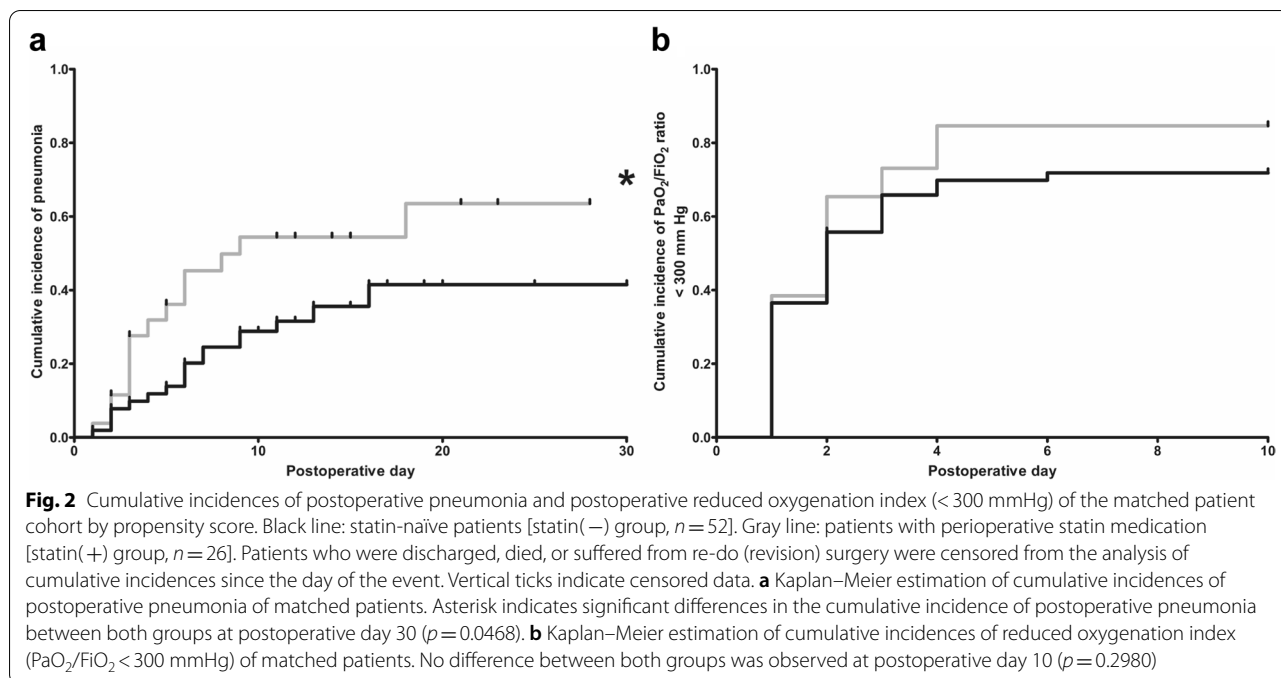 a
1.0
0.8
0.6
0.4
0.2
0.0
Cumulative incidence of pneumonia
*
0
10
20
30
Postoperative day
b
1.0
0.8
0.6
0.4
0.2
0.0
Cumulative incidence of PaO₂/FiO₂ ratio
< 300 mm Hg
0
2
4
6
8
10
Postoperative day
Fig. 2 Cumulative incidences of postoperative pneumonia and postoperative reduced oxygenation index (< 300 mmHg) of the matched patient
cohort by propensity score. Black line: statin-naïve patients [statin(−) group, n = 52]. Gray line: patients with perioperative statin medication
[statin(+) group, n = 26]. Patients who were discharged, died, or suffered from re-do (revision) surgery were censored from the analysis of
cumulative incidences since the day of the event. Vertical ticks indicate censored data. a Kaplan–Meier estimation of cumulative incidences of
postoperative pneumonia of matched patients. Asterisk indicates significant differences in the cumulative incidence of postoperative pneumonia
between both groups at postoperative day 30 (p = 0.0468). b Kaplan–Meier estimation of cumulative incidences of reduced oxygenation index
(PaO₂/FiO₂ < 300 mmHg) of matched patients. No difference between both groups was observed at postoperative day 10 (p = 0.2980)